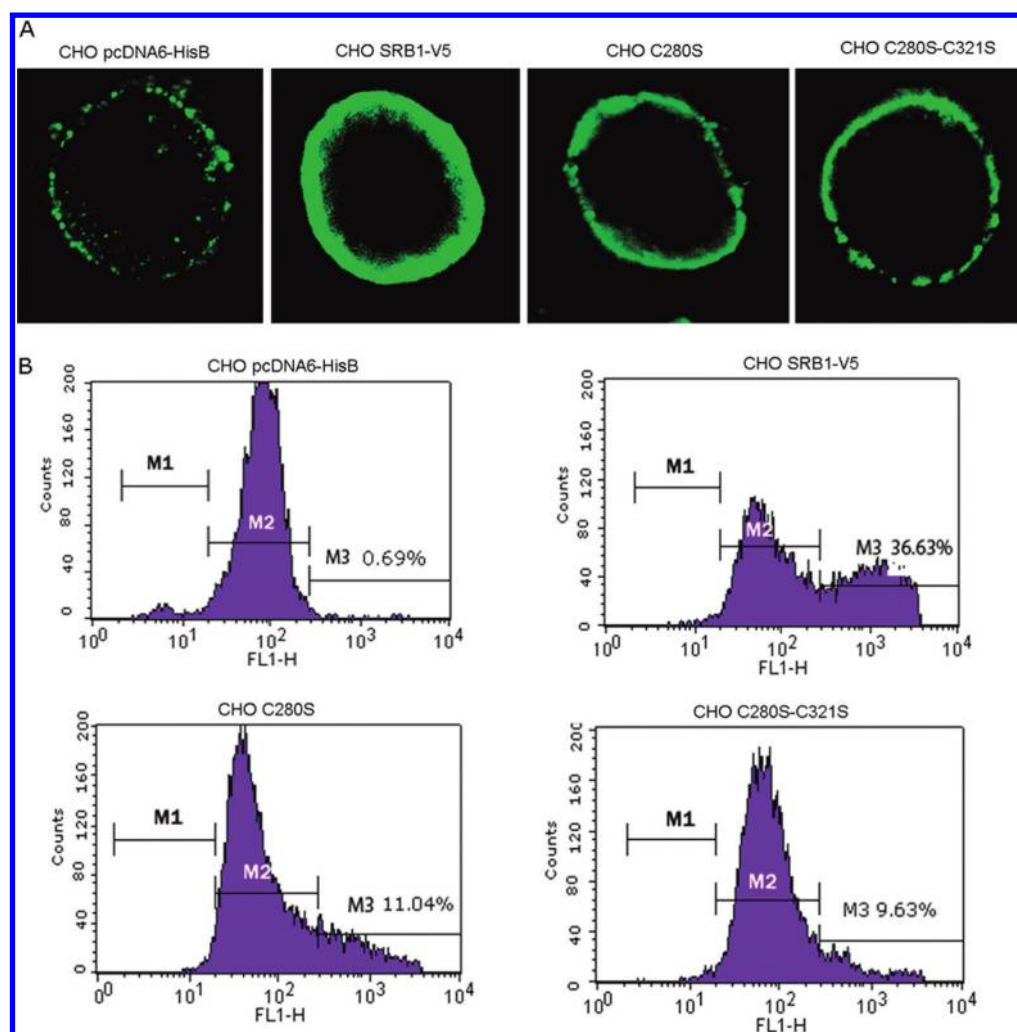 A
CHO pcDNA6-HisB
CHO SRB1-V5
CHO C280S
CHO C280S-C321S
B
CHO pcDNA6-HisB
200
160
120
80
40
0
Counts
M1
M2
M3 0.69%
10^0 10^1 10^2 10^3 10^4
FL1-H
CHO SRB1-V5
200
160
120
80
40
0
Counts
M1
M2
M3 36.63%
10^0 10^1 10^2 10^3 10^4
FL1-H
CHO C280S
200
160
120
80
40
0
Counts
M1
M2
M3 11.04%
10^0 10^1 10^2 10^3 10^4
FL1-H
CHO C280S-C321S
200
160
120
80
40
0
Counts
M1
M2
M3 9.63%
10^0 10^1 10^2 10^3 10^4
FL1-H